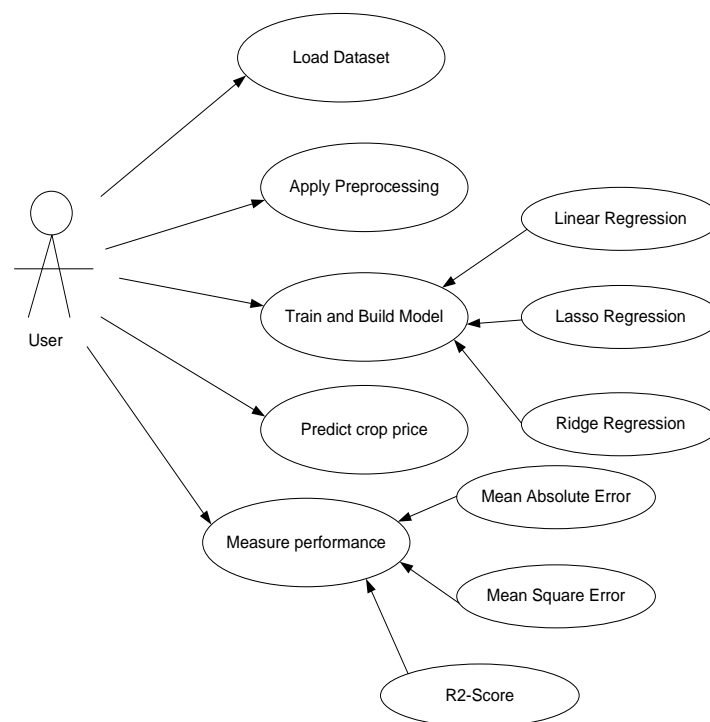 Load Dataset
Apply Preprocessing
Linear Regression
Train and Build Model
Lasso Regression
User
Predict crop price
Ridge Regression
Mean Absolute Error
Measure performance
Mean Square Error
R2-Score